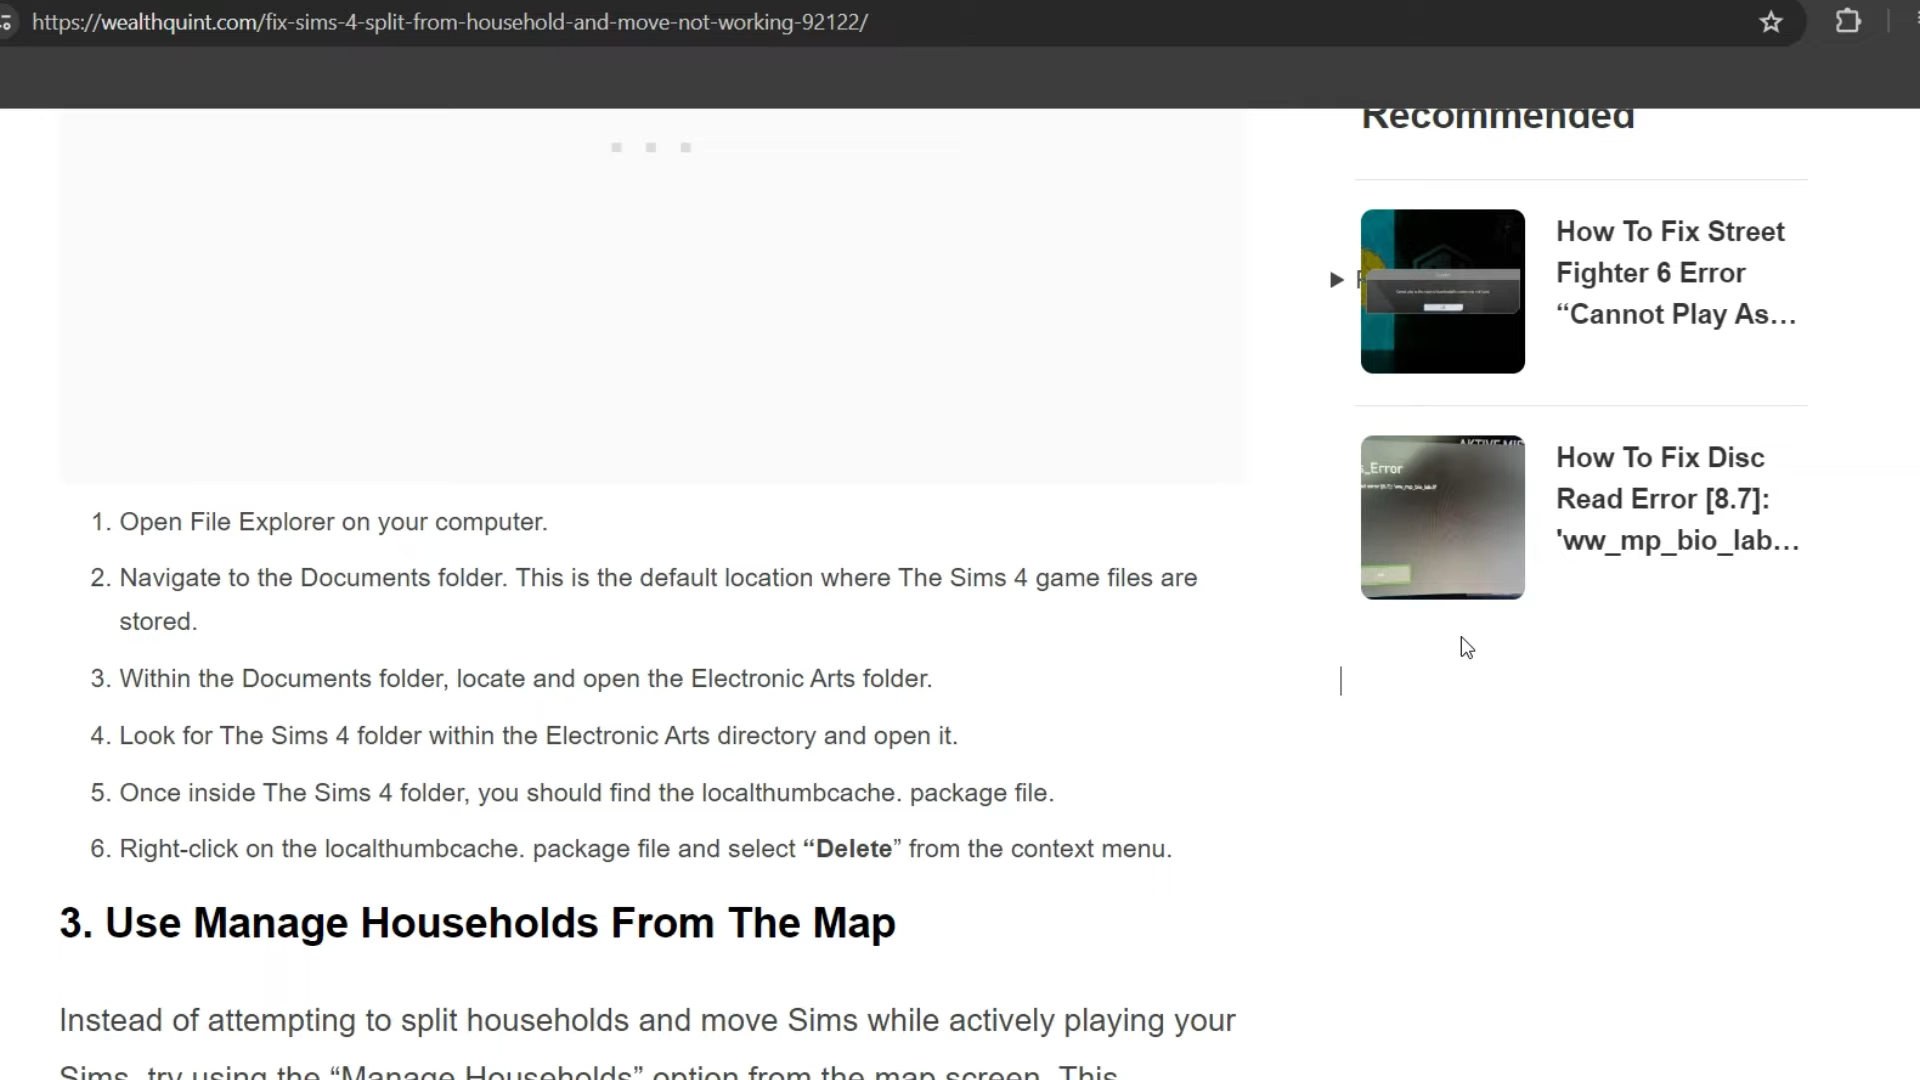 https://wealthquint.com/fix-sims-4-split-from-household-and-move-not-working-92122/
Recommended
How To Fix Street
Fighter 6 Error
“Cannot Play As…
How To Fix Disc
Read Error [8.7]:
'ww_mp_bio_lab…
1. Open File Explorer on your computer.
2. Navigate to the Documents folder. This is the default location where The Sims 4 game files are
stored.
3. Within the Documents folder, locate and open the Electronic Arts folder.
4. Look for The Sims 4 folder within the Electronic Arts directory and open it.
5. Once inside The Sims 4 folder, you should find the localthumbcache. package file.
6. Right-click on the localthumbcache. package file and select “Delete” from the context menu.
3. Use Manage Households From The Map
Instead of attempting to split households and move Sims while actively playing your
Sims, try using the “Manage Households” option from the map screen. This